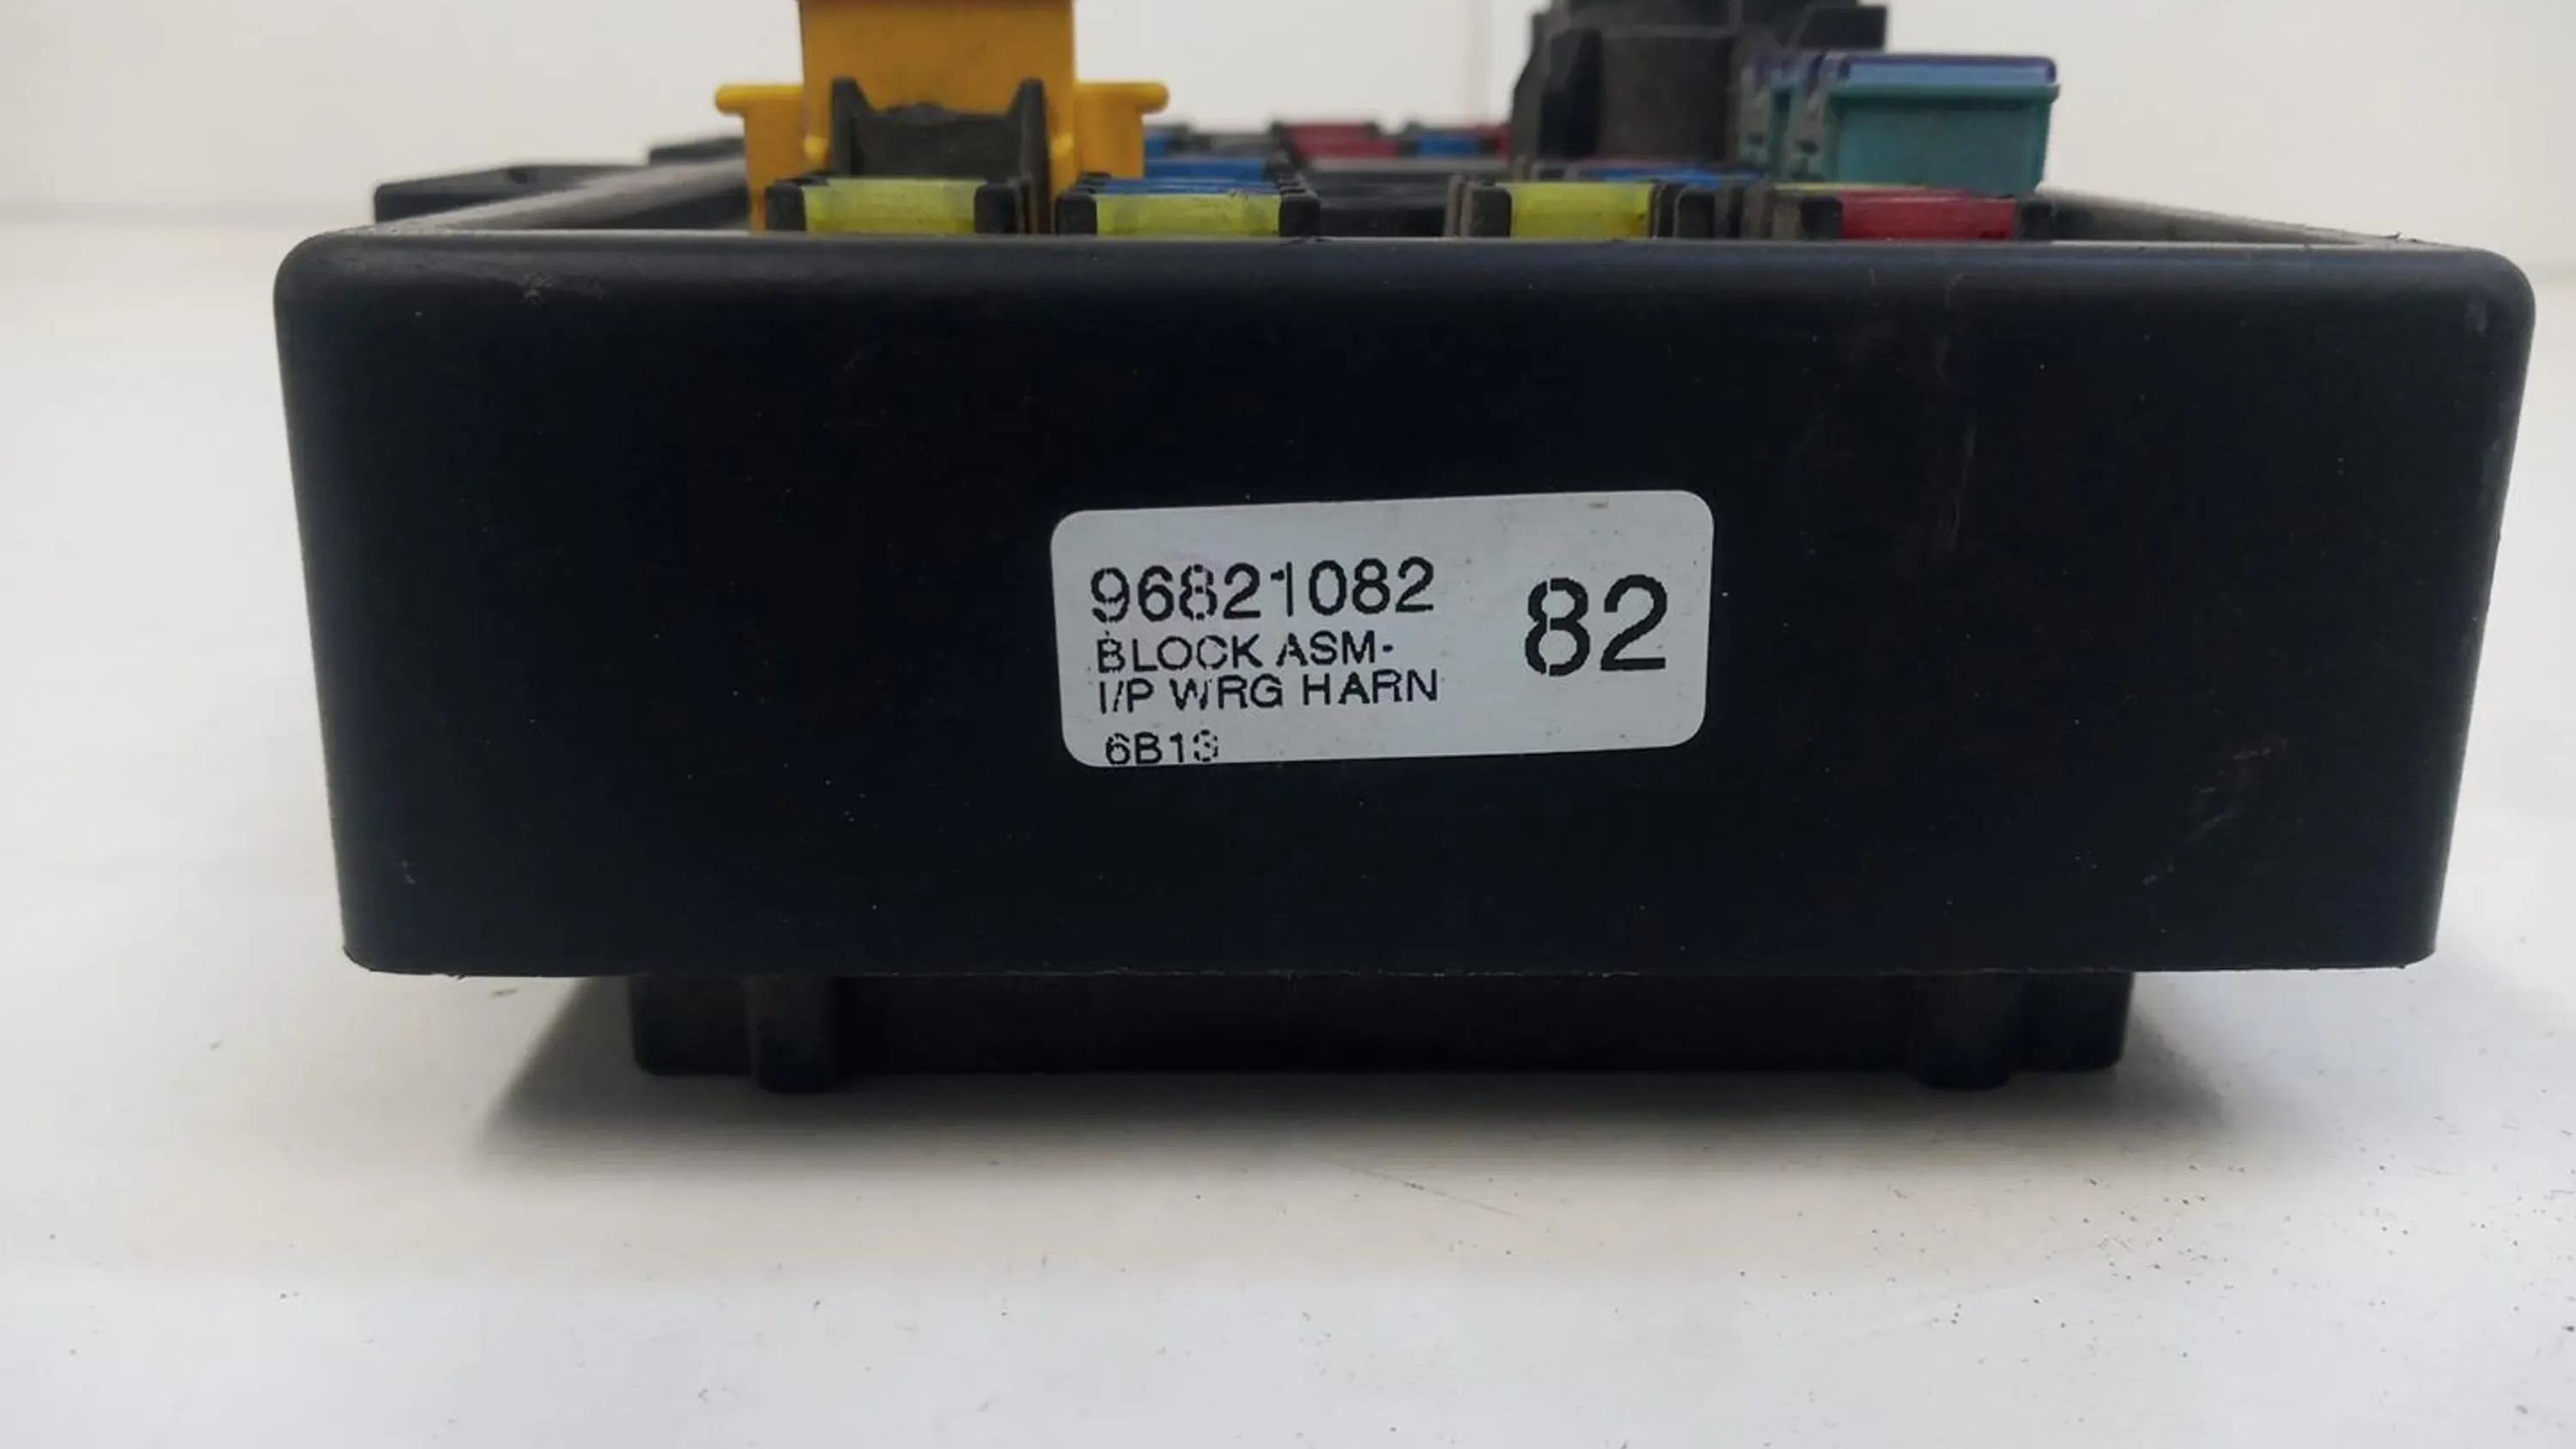 96821082
BLOCK ASM-
I/P WRG HARN
82
6B13